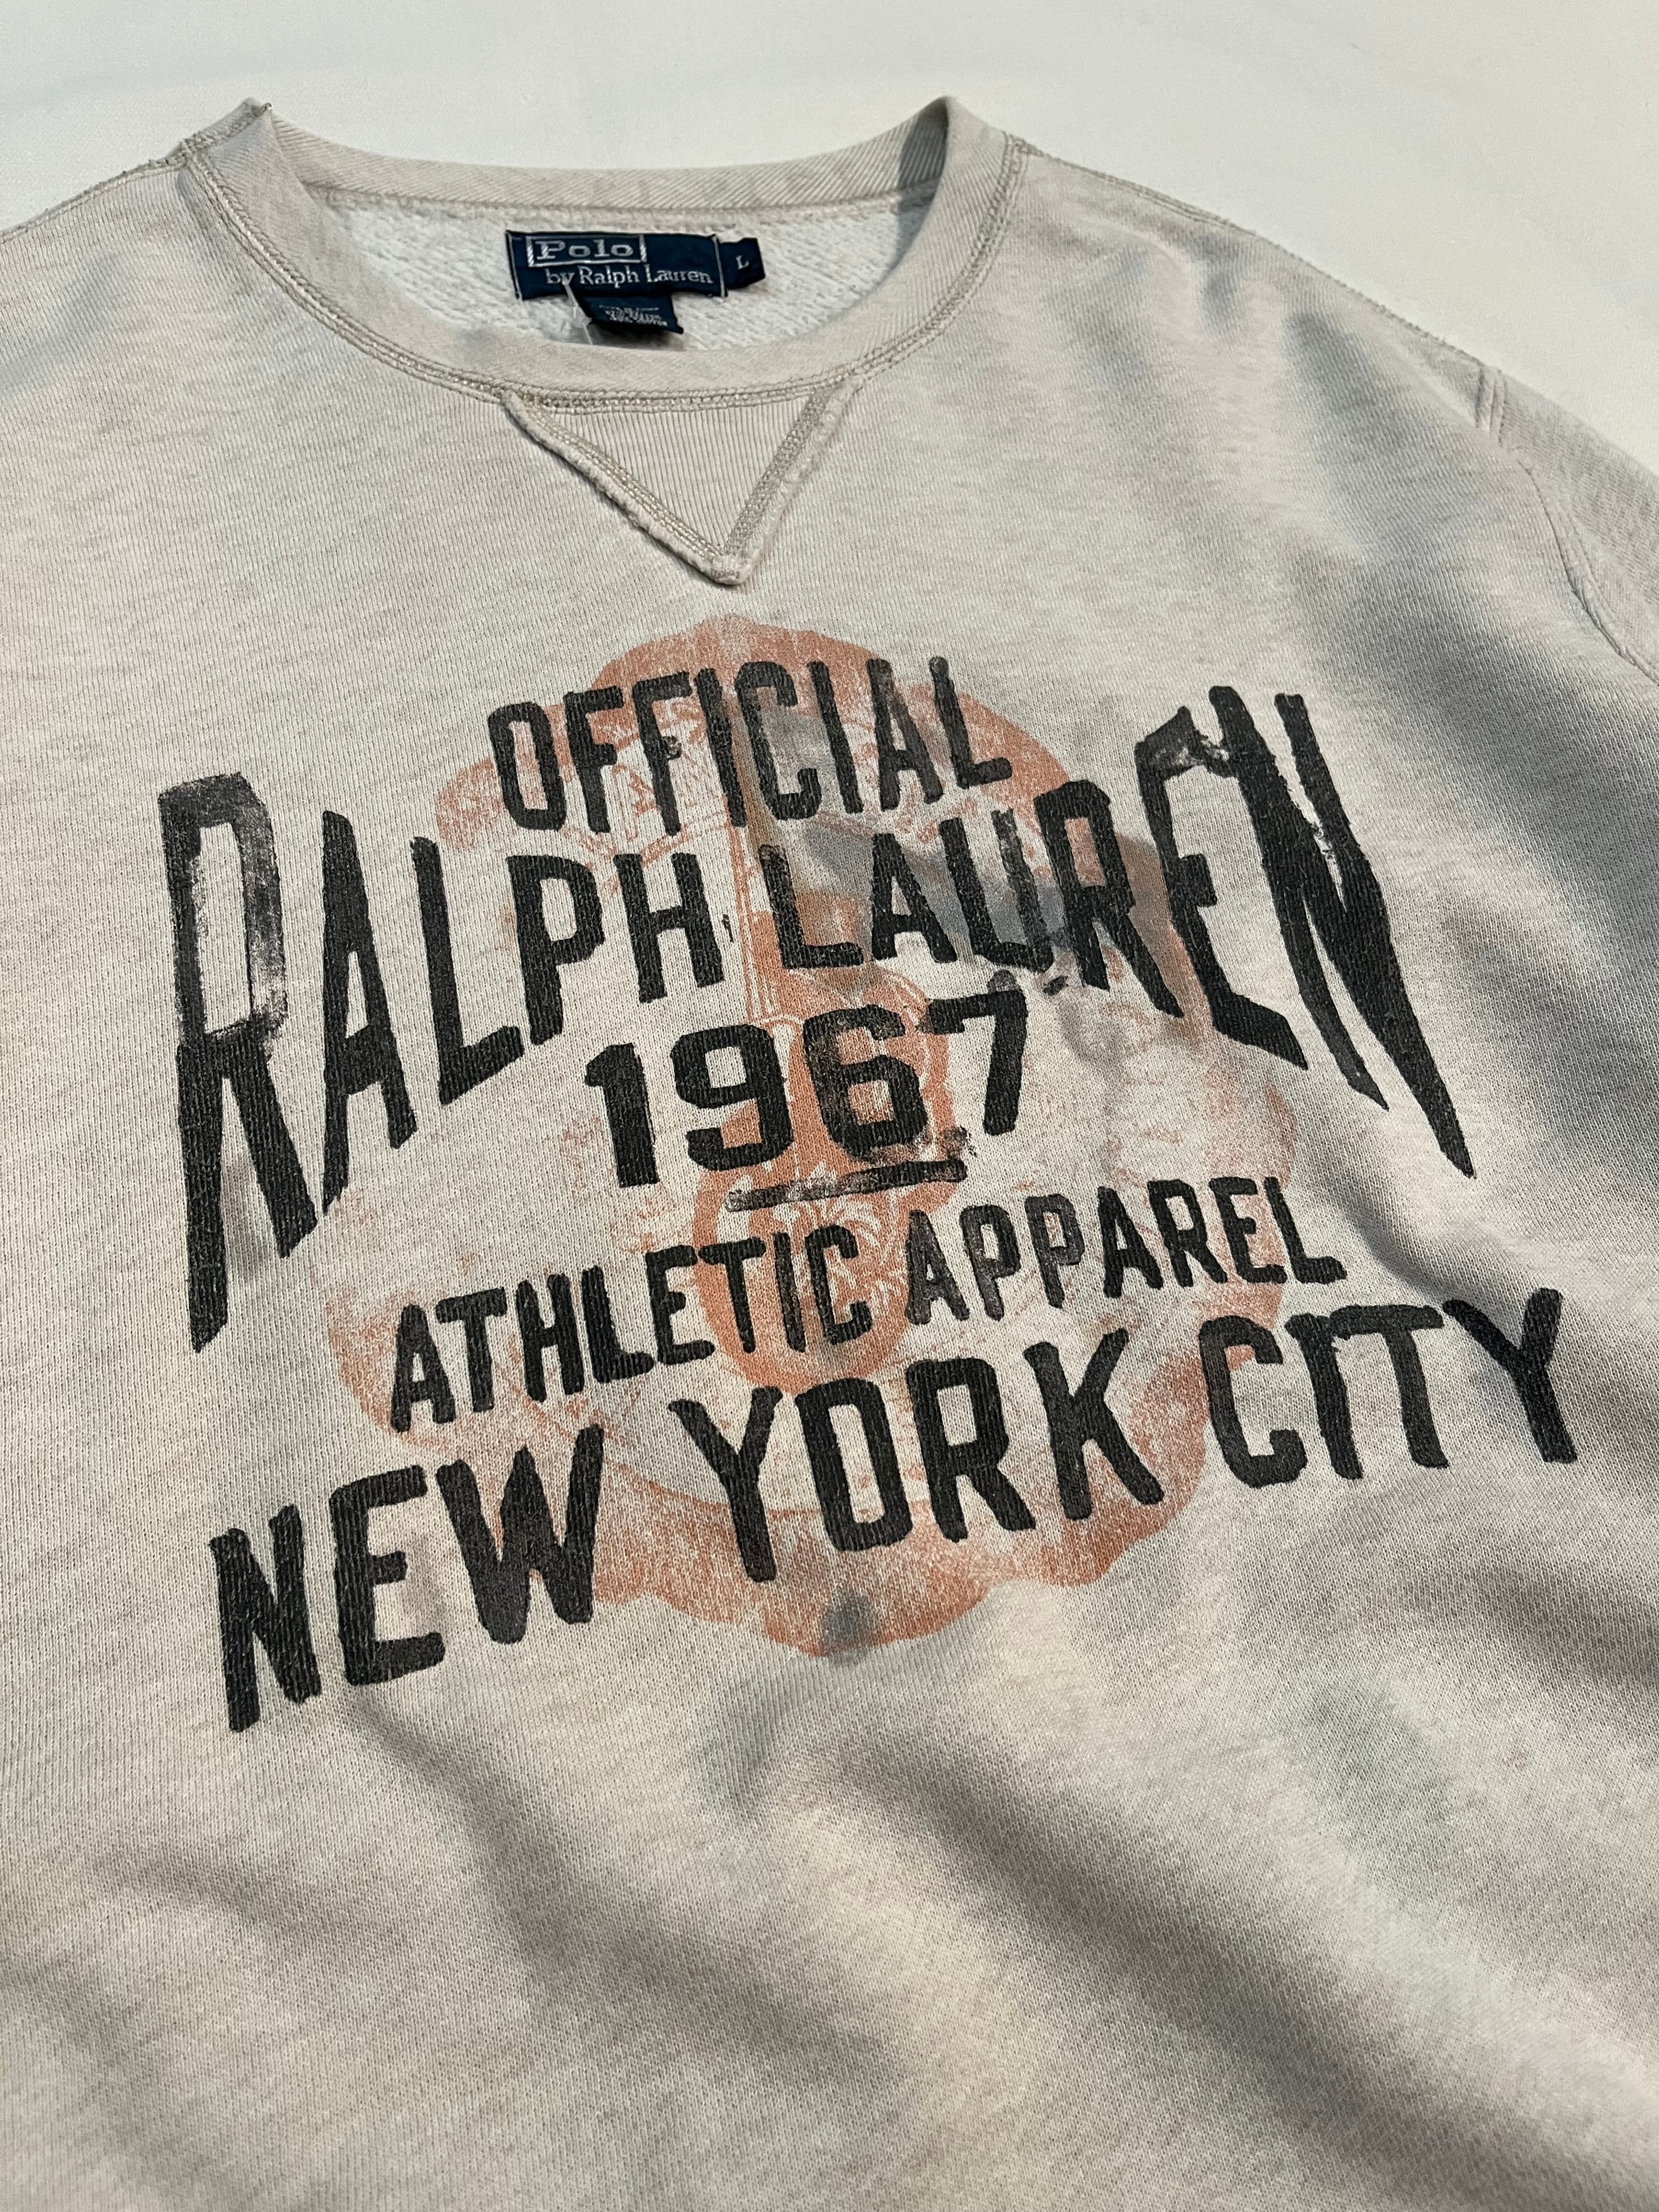 Polo
by Ralph Lauren
L
OFFICIAL
RALPH LAUREN
1967
ATHLETIC APPAREL
NEW YORK CITY